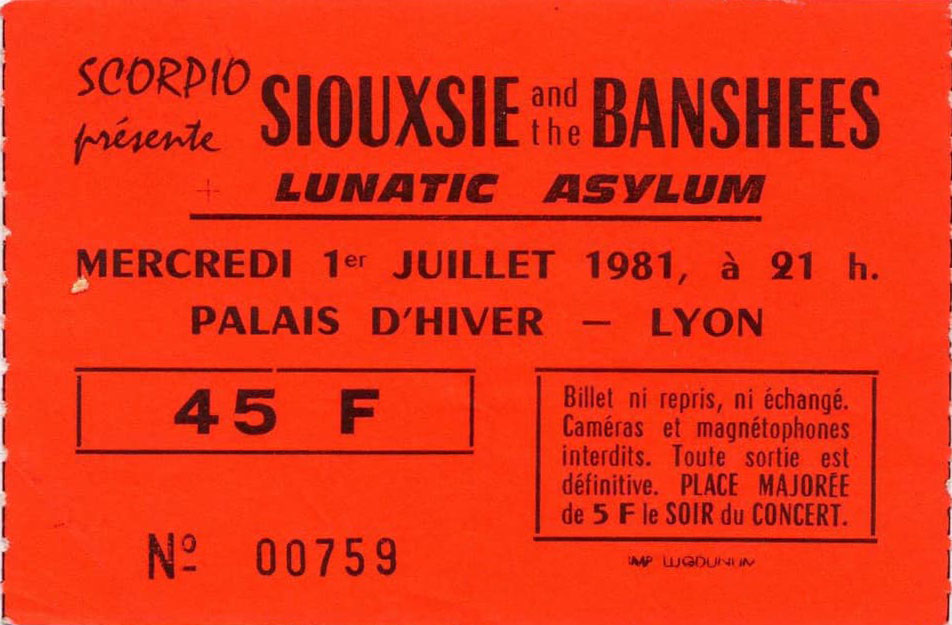 SCORPIO
présente
SIOUXSIE and the BANSHEES
+ LUNATIC ASYLUM
MERCREDI 1er JUILLET 1981, à 21 h.
PALAIS D'HIVER — LYON
45 F
Nº 00759
Billet ni repris, ni échangé.
Caméras et magnétophones
interdits. Toute sortie est
définitive. PLACE MAJORÉE
de 5 F le SOIR du CONCERT.
IMP LUGDUNUM